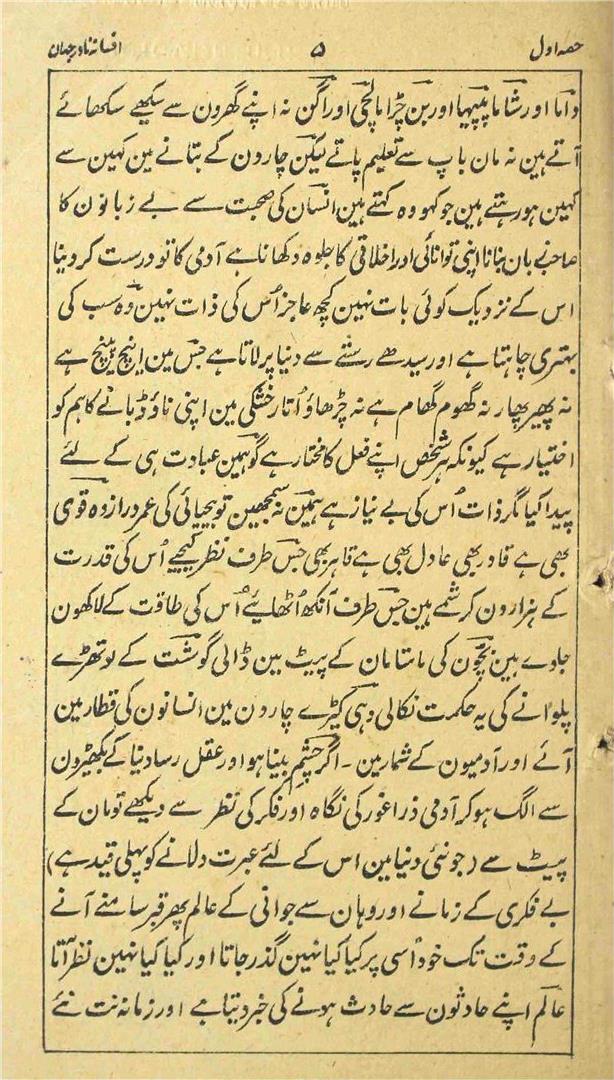 حصہ اول ۵ افسانہ نادر جہان
داما اور شاما پپیہا اور بن چڑا مالچی اور اگن نہ اپنے گھرون سے سیکھے سکھائے
آتے ہین نہ مان باپ سے تعلیم پاتے لیکن چار دن کے بتانے مین کہین سے
کہین ہو رہتے ہین جو کہو وہ کہتے ہین انسان کی صحبت سے بے زبانون کا
صاحبِ زبان بنانا اپنی توانائی اور اخلاقی کا جلوہ دکھانا ہے آدمی کا تو درست کر دینا
اس کے نزدیک کوئی بات نہین کچھ عاجز اُس کی ذات نہین وہ سب کی
بہتری چاہتا ہے اور سیدھے رستے سے دنیا پر لاتا ہے جس مین اینچ پینچ ہے
نہ پھیر پھار نہ گھوم گھام ہے نہ چڑھاؤ اُتار خشکی مین اپنی ناؤ ڈبانے کا ہم کو
اختیار ہے کیونکہ ہر شخص اپنے فعل کا مختار ہے گو ہمین عبادت ہی کے لئے
پیدا کیا مگر ذات اُس کی بے نیاز ہے ہمین نہ سمجھین تو بیحیائی کی عمر دراز وہ قوی
بھی ہے قادر بھی عادل بھی ہے قاہر بھی جس طرف نظر کیجیے اُس کی قدرت
کے ہزارون کرشمے ہین جس طرف آنکھ اُٹھایئے اُس کی طاقت کے لاکھون
جلوے ہین بچون کی مامتا مان کے پیٹ مین ڈالی گوشت کے لوتھڑے
پلوانے کی یہ حکمت نکالی وہی کیڑے چار دن مین انسانون کی قطار مین
آئے اور آدمیون کے شمار مین ۔ اگر چشم بینا ہو اور عقل رسا دنیا کے بکھیڑون
سے الگ ہو کر آدمی ذرا غور کی نگاہ اور فکر کی نظر سے دیکھے تو مان کے
پیٹ سے (جو نئی دنیا مین اس کے لئے عبرت دلانے کو پہلی قید ہے)
بے فکری کے زمانے اور وہان سے جوانی کے عالم پھر قبر سامنے آنے
کے وقت تک خود اُسی پر کیا کیا نہین گذر جاتا اور کیا کیا نہین نظر آتا
عالم اپنے حادثون سے حادث ہونے کی خبر دیتا ہے اور زمانہ نت نئے